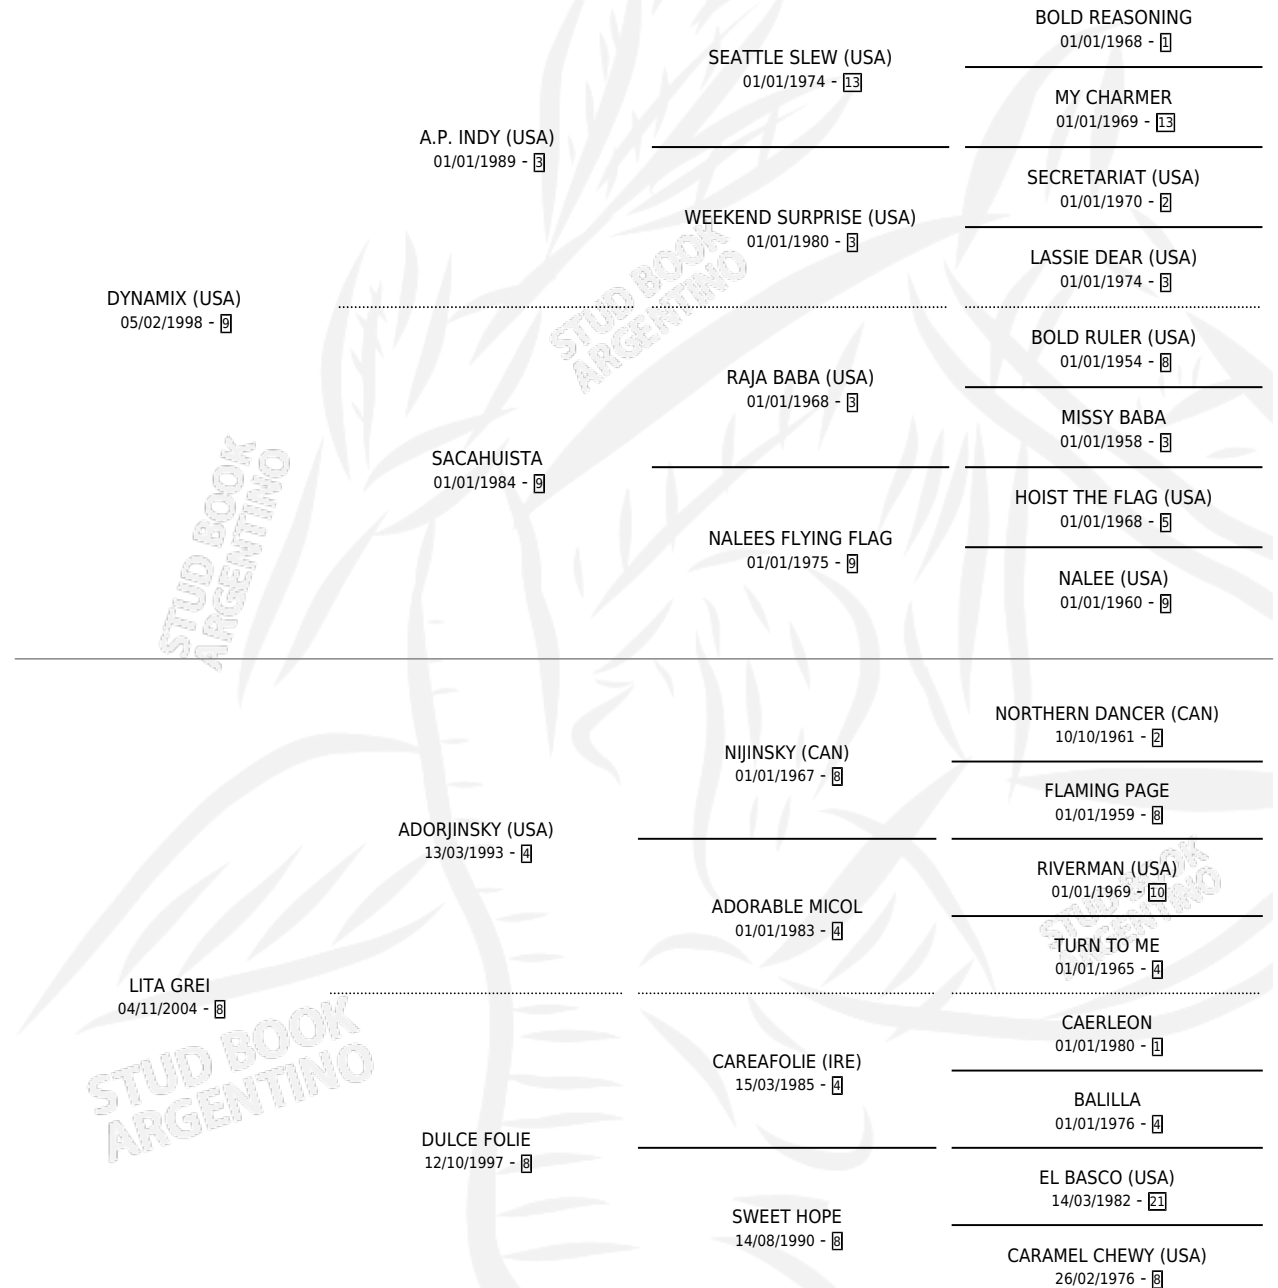 BOLD REASONING
01/01/1968 - 1
SEATTLE SLEW (USA)
01/01/1974 - 13
MY CHARMER
01/01/1969 - 13
A.P. INDY (USA)
01/01/1989 - 3
SECRETARIAT (USA)
01/01/1970 - 2
WEEKEND SURPRISE (USA)
01/01/1980 - 3
LASSIE DEAR (USA)
01/01/1974 - 3
DYNAMIX (USA)
05/02/1998 - 9
BOLD RULER (USA)
01/01/1954 - 8
RAJA BABA (USA)
01/01/1968 - 3
MISSY BABA
01/01/1958 - 3
SACAHUISTA
01/01/1984 - 9
HOIST THE FLAG (USA)
01/01/1968 - 5
NALEES FLYING FLAG
01/01/1975 - 9
NALEE (USA)
01/01/1960 - 9
NORTHERN DANCER (CAN)
10/10/1961 - 2
NIJINSKY (CAN)
01/01/1967 - 8
FLAMING PAGE
01/01/1959 - 8
ADORJINSKY (USA)
13/03/1993 - 4
RIVERMAN (USA)
01/01/1969 - 10
ADORABLE MICOL
01/01/1983 - 4
TURN TO ME
01/01/1965 - 4
LITA GREI
04/11/2004 - 8
CAERLEON
01/01/1980 - 1
CAREAFOLIE (IRE)
15/03/1985 - 4
BALILLA
01/01/1976 - 4
DULCE FOLIE
12/10/1997 - 8
EL BASCO (USA)
14/03/1982 - 21
SWEET HOPE
14/08/1990 - 8
CARAMEL CHEWY (USA)
26/02/1976 - 8
STUD BOOK
ARGENTINO
STUD BOOK
ARGENTINO
STUD BOOK
ARGENTINO
STUD BOOK
ARGENTINO